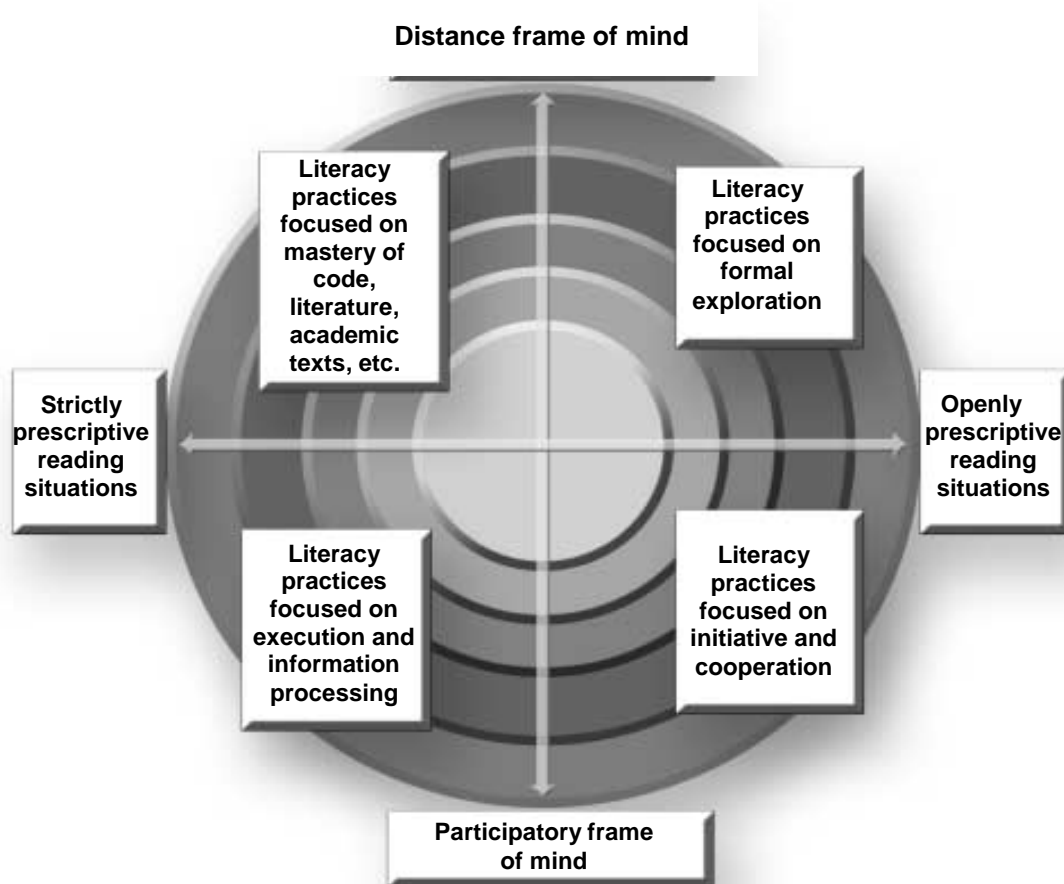 Distance frame of mind
Literacy
practices
focused on
mastery of
code,
literature,
academic
texts, etc.
Literacy
practices
focused on
formal
exploration
Strictly
prescriptive
reading
situations
Openly
prescriptive
reading
situations
Literacy
practices
focused on
execution and
information
processing
Literacy
practices
focused on
initiative and
cooperation
Participatory frame
of mind